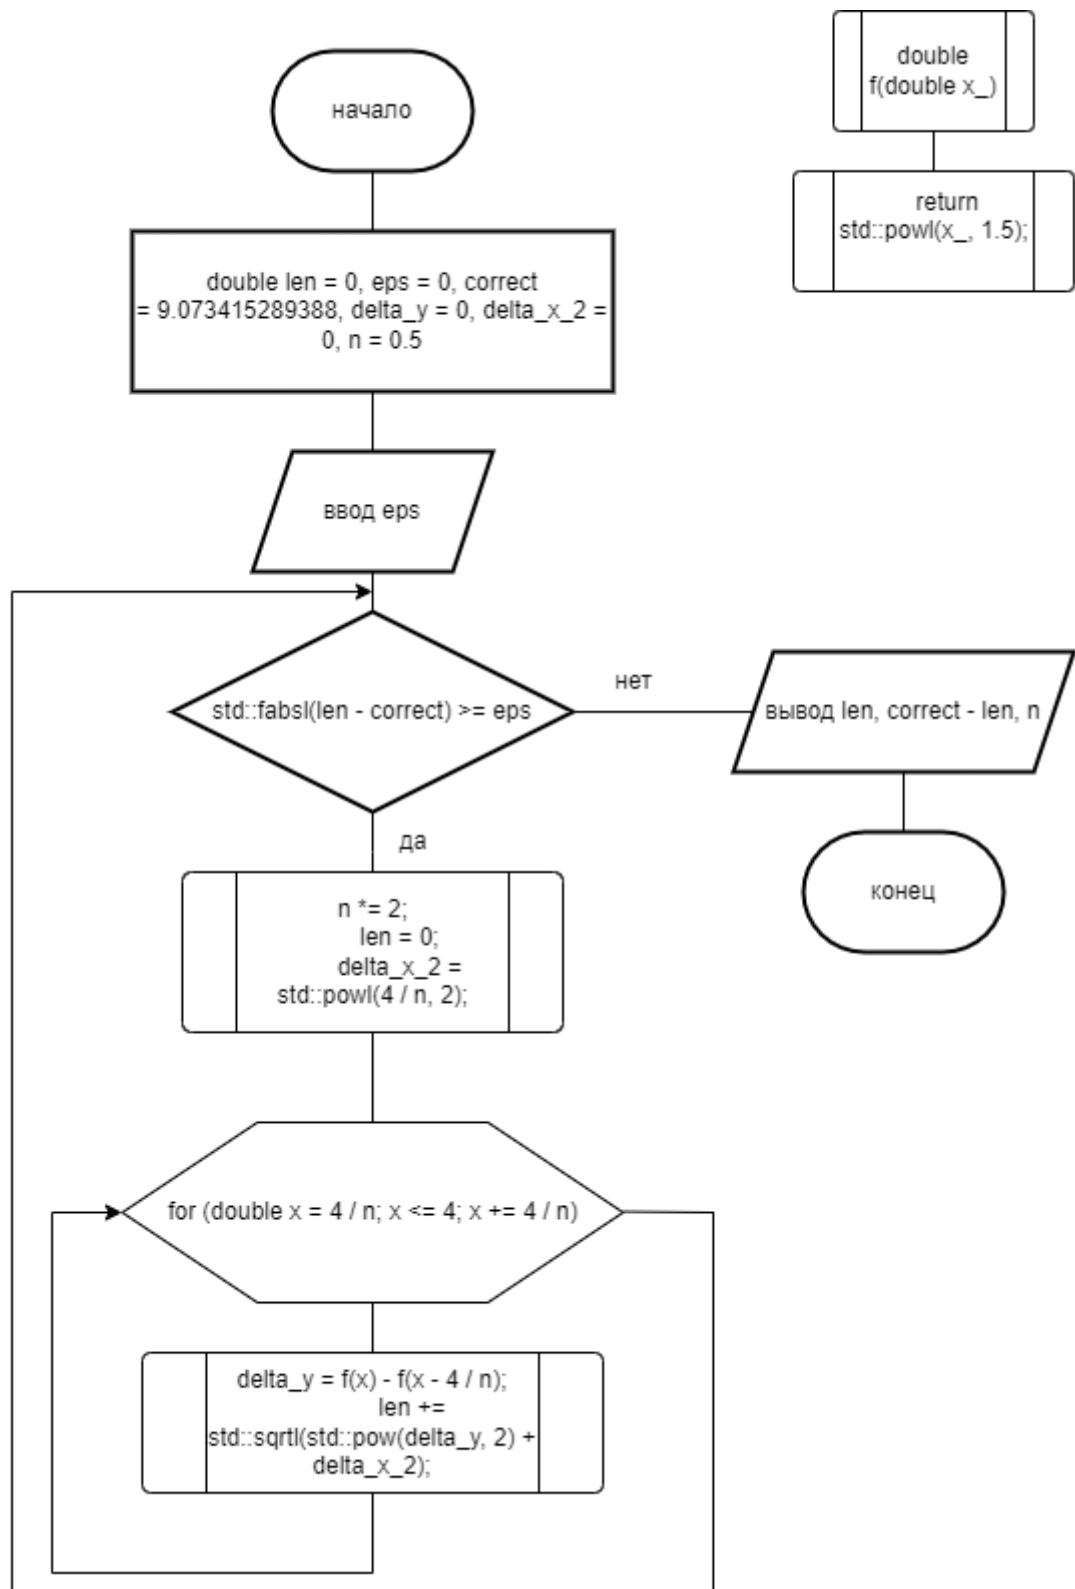 начало
double
f(double x_)
return
std::powl(x_, 1.5);
double len = 0, eps = 0, correct
= 9.073415289388, delta_y = 0, delta_x_2 =
0, n = 0.5
ввод eps
std::fabsl(len - correct) >= eps
нет
вывод len, correct - len, n
да
конец
n *= 2;
len = 0;
delta_x_2 =
std::powl(4 / n, 2);
for (double x = 4 / n; x <= 4; x += 4 / n)
delta_y = f(x) - f(x - 4 / n);
len +=
std::sqrtl(std::pow(delta_y, 2) +
delta_x_2);